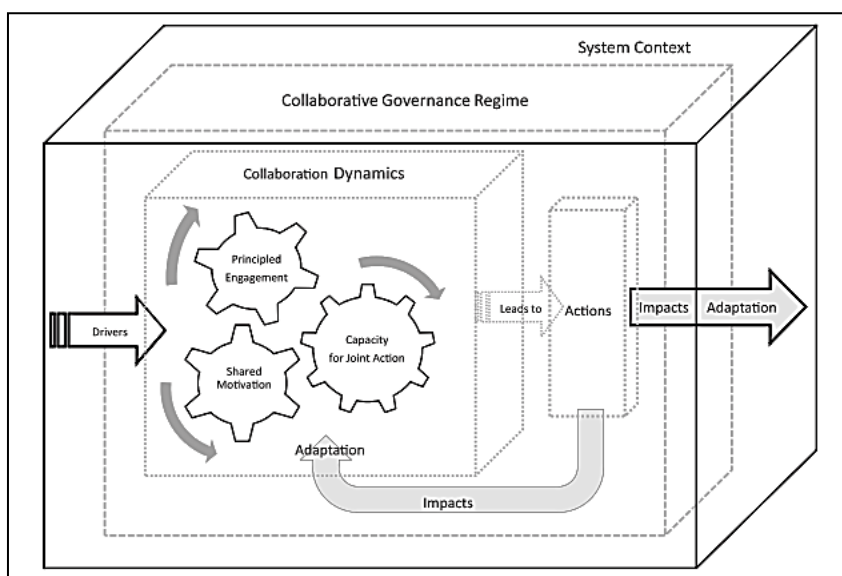 System Context
Collaborative Governance Regime
Collaboration Dynamics
Principled
Engagement
Drivers
Shared
Motivation
Capacity
for Joint Action
Leads to
Actions
Impacts
Adaptation
Adaptation
Impacts